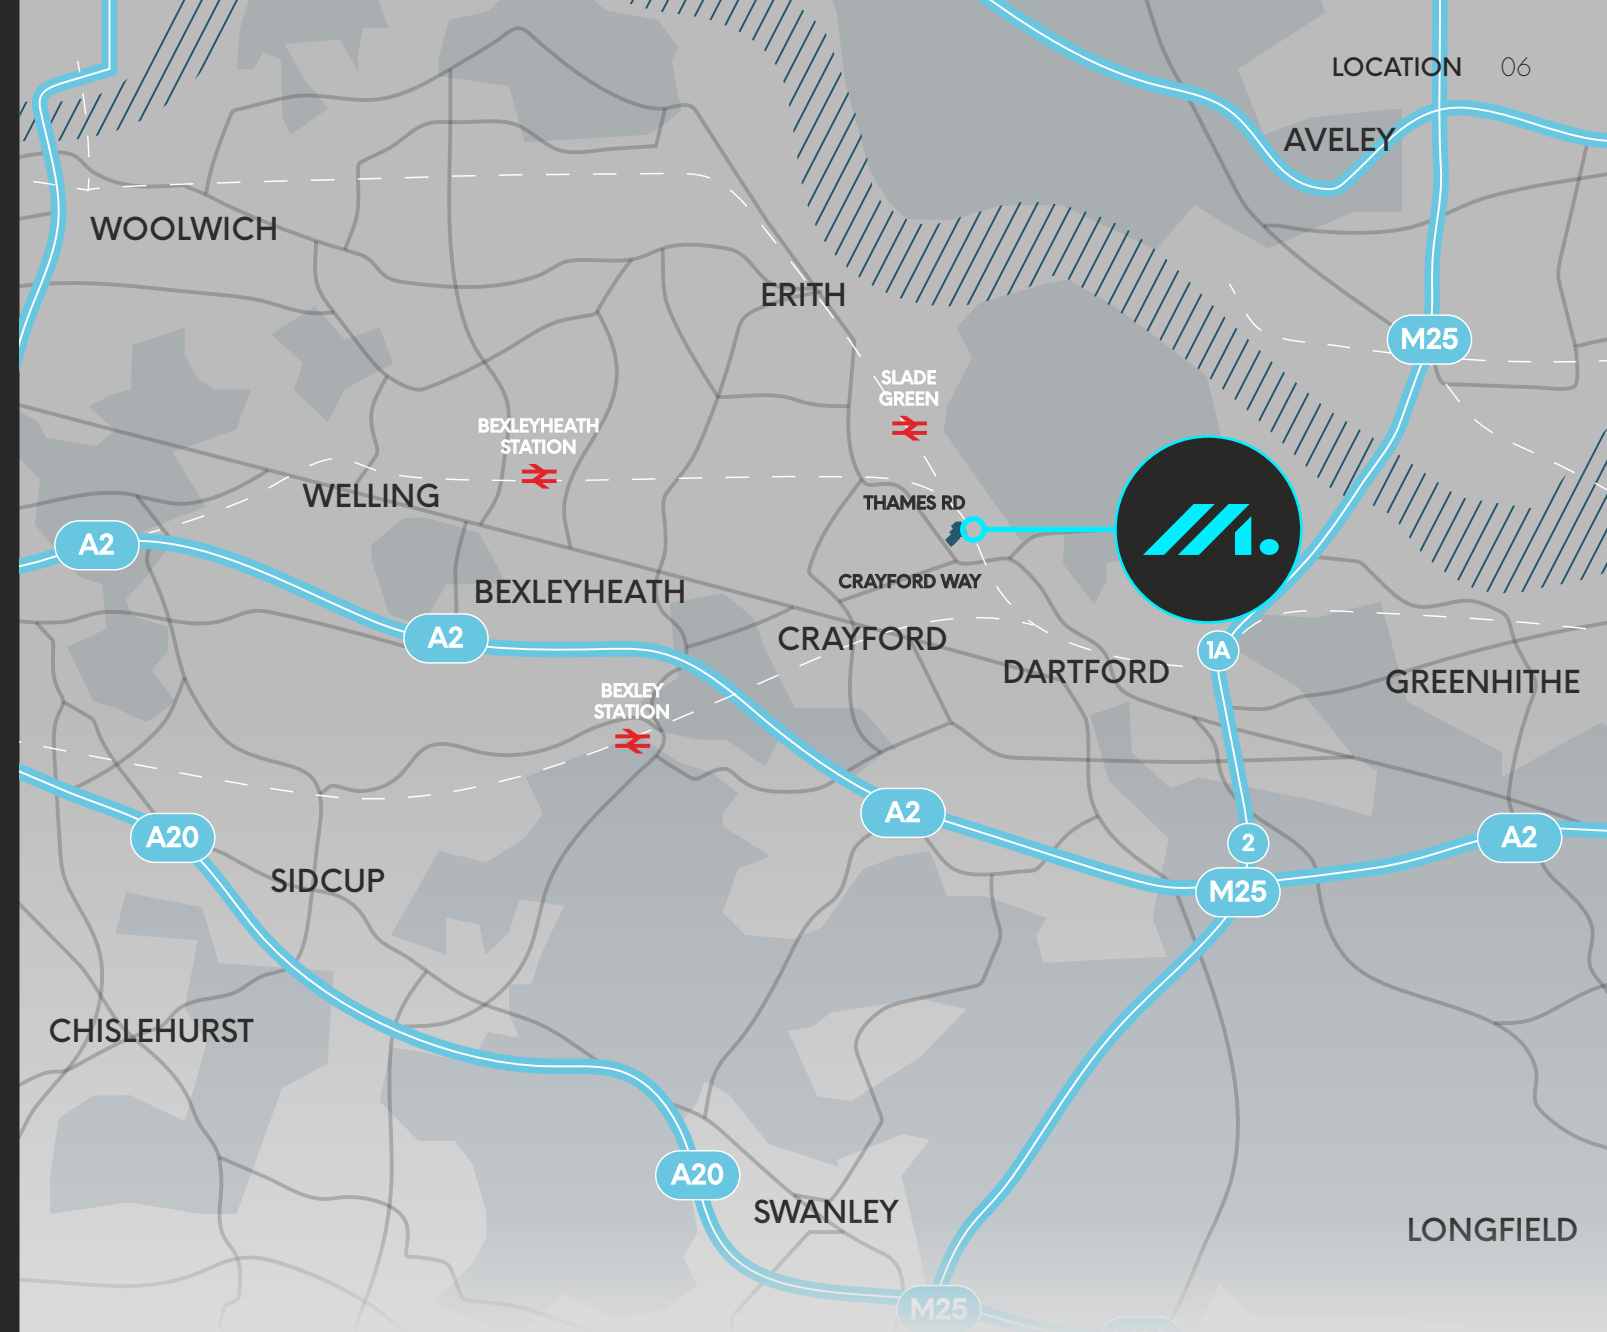 LOCATION 06
AVELEY
WOOLWICH
ERITH
M25
SLADE
GREEN
BEXLEYHEATH
STATION
WELLING
THAMES RD
A2
CRAYFORD WAY
BEXLEYHEATH
A2
CRAYFORD
1A
DARTFORD
GREENHITHE
BEXLEY
STATION
A2
A20
2
A2
SIDCUP
M25
CHISLEHURST
A20
SWANLEY
LONGFIELD
M25